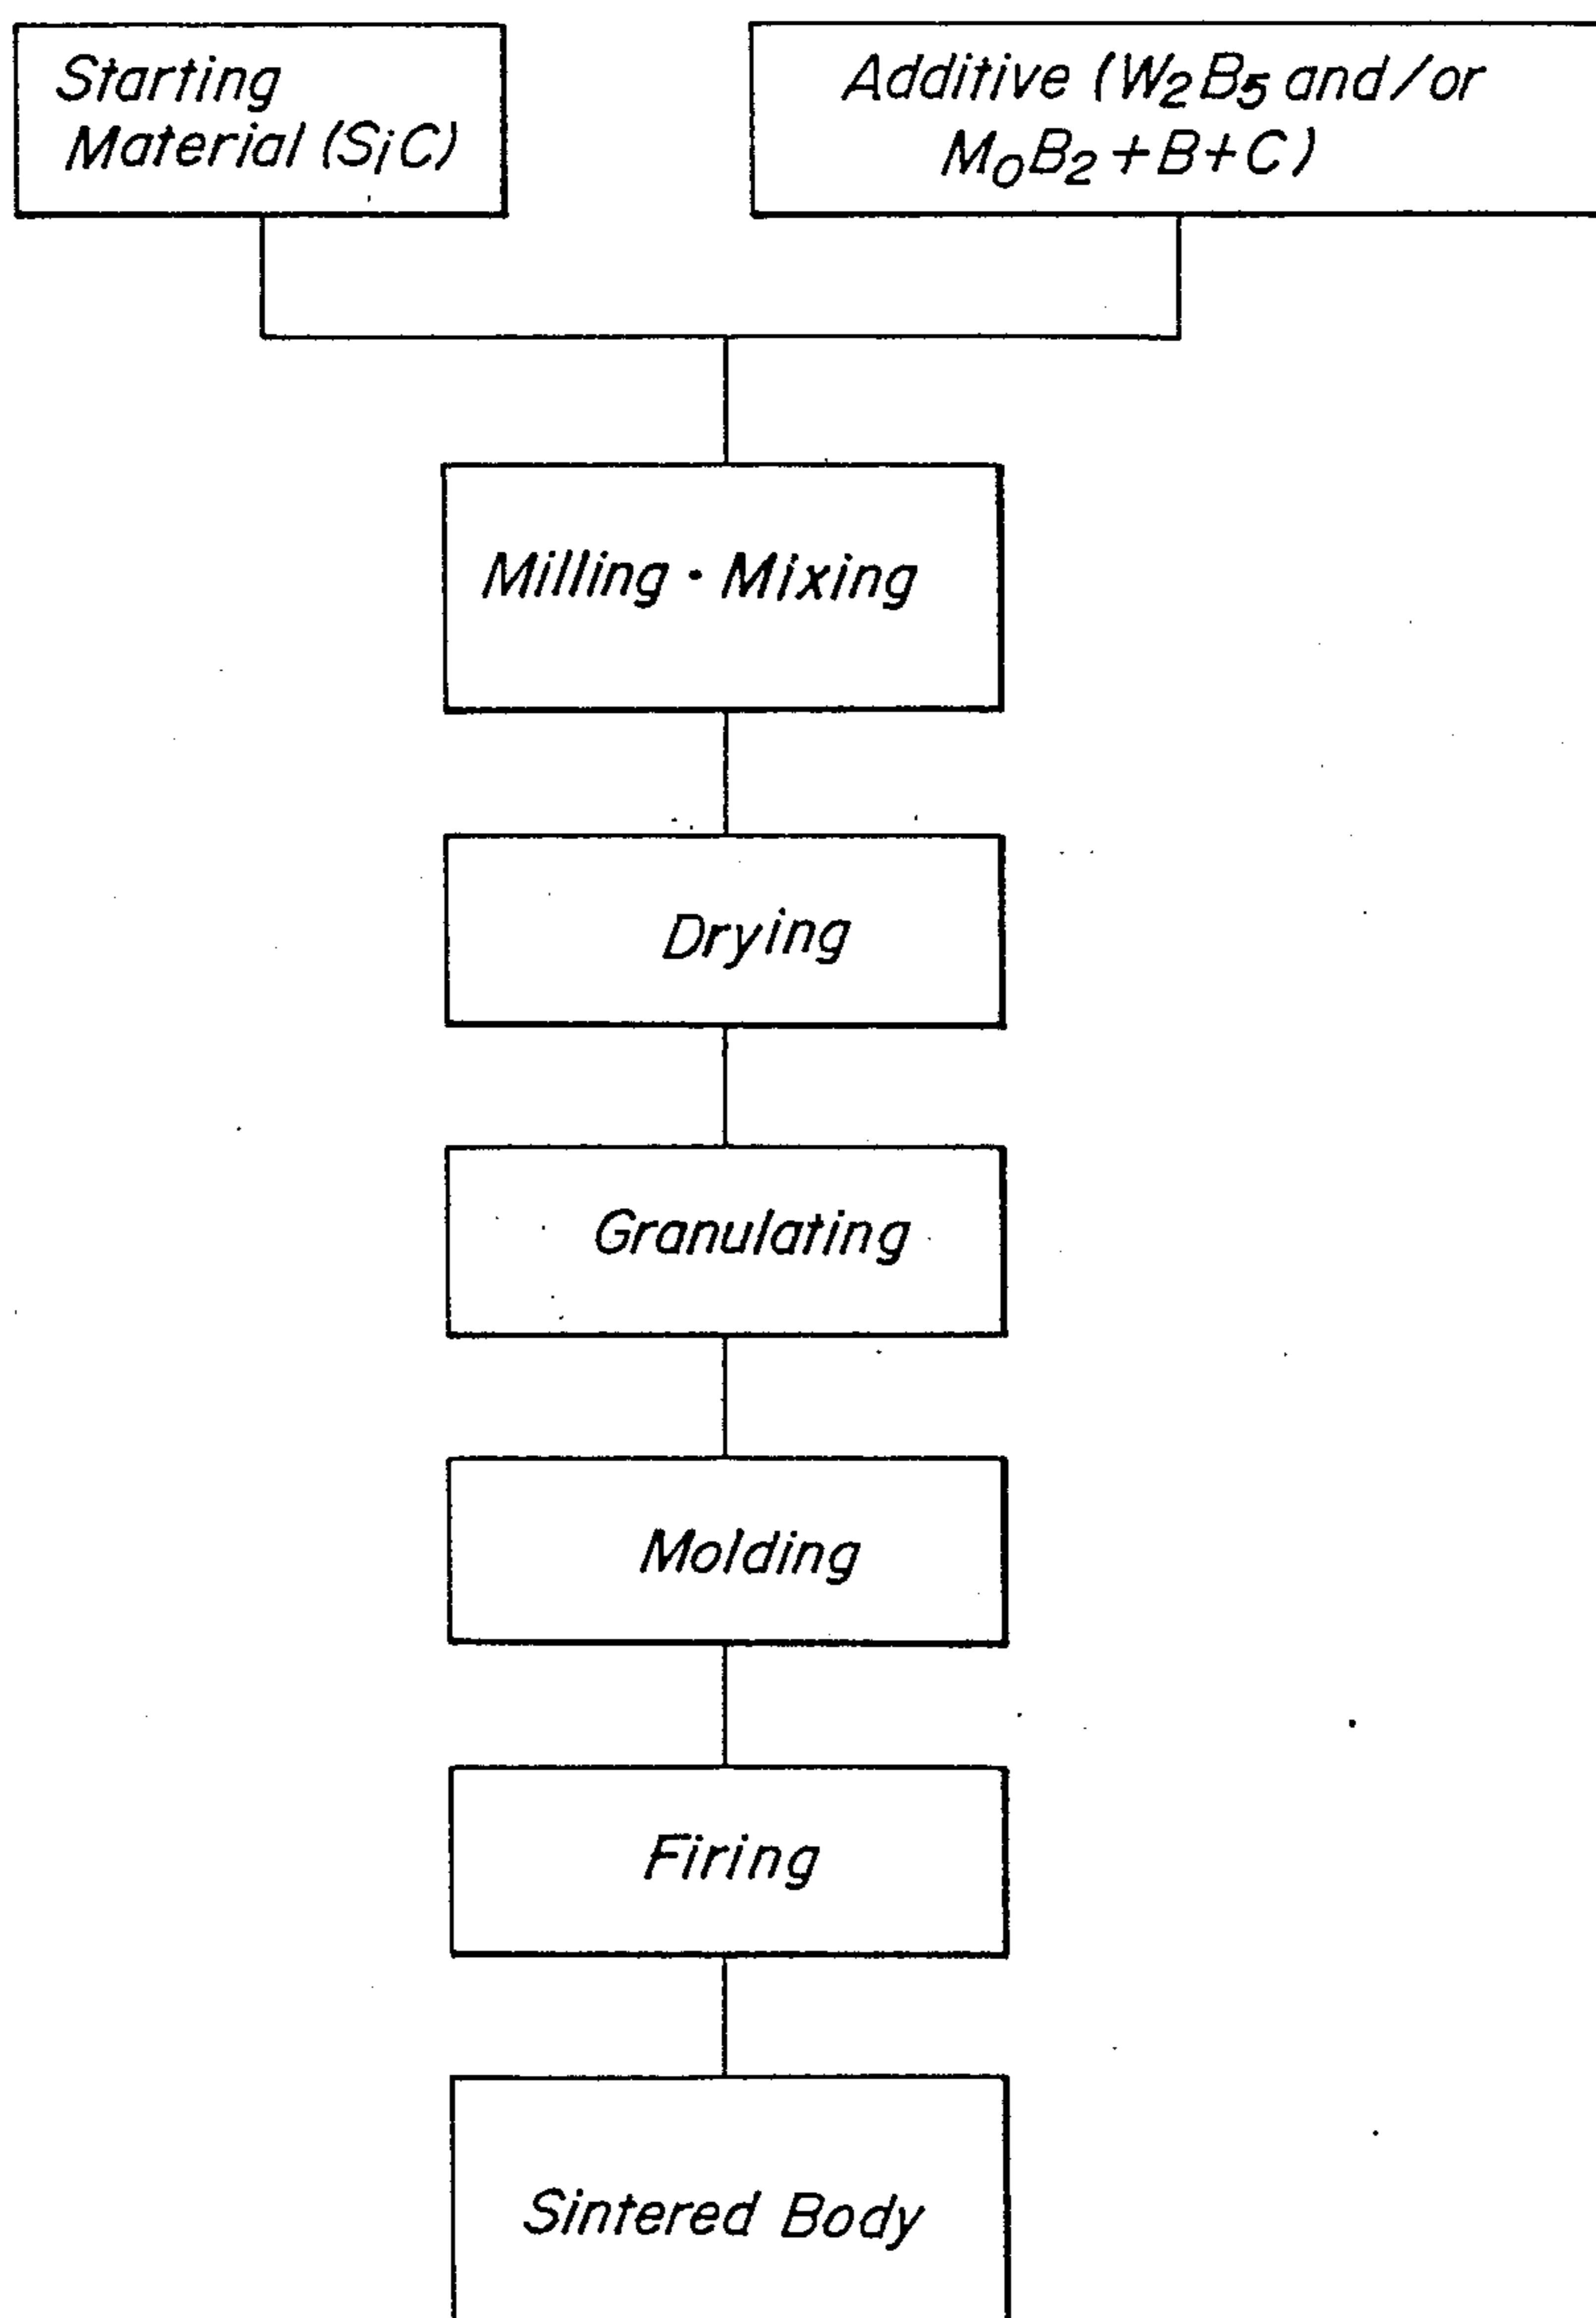 Starting
Material (SiC)
Additive (W₂B₅ and/or
MoB₂+B+C)
Milling · Mixing
Drying
Granulating
Molding
Firing
Sintered Body